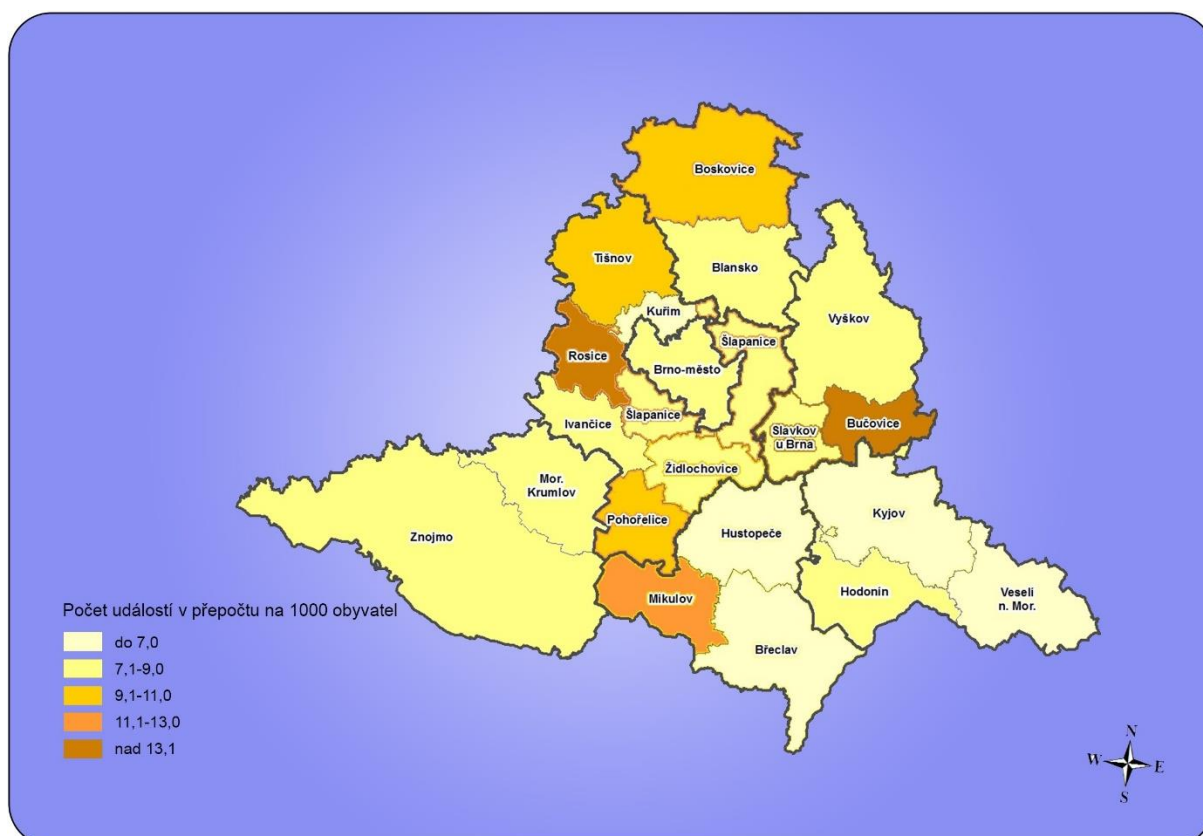 Boskovice
Tišnov
Blansko
Kuřim
Vyškov
Šlapanice
Rosice
Brno-město
Šlapanice
Ivančice
Slavkov
u Brna
Bučovice
Židlochovice
Mor.
Krumlov
Pohořelice
Kyjov
Znojmo
Hustopeče
Mikulov
Hodonín
Veselí
n. Mor.
Břeclav
Počet událostí v přepočtu na 1000 obyvatel
do 7,0
7,1-9,0
9,1-11,0
11,1-13,0
nad 13,1
N
W
E
S